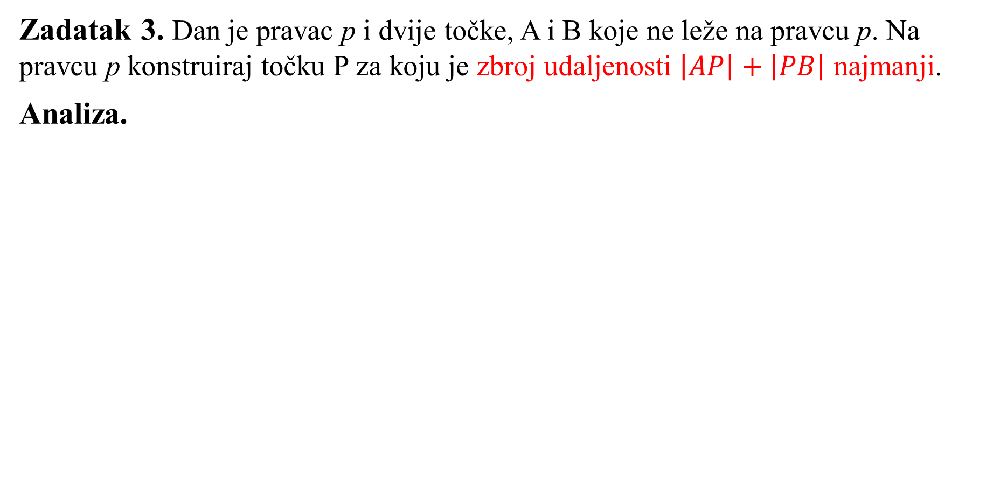 Zadatak 3. Dan je pravac p i dvije točke, A i B koje ne leže na pravcu p. Na
pravcu p konstruiraj točku P za koju je zbroj udaljenosti |AP| + |PB| najmanji.
Analiza.